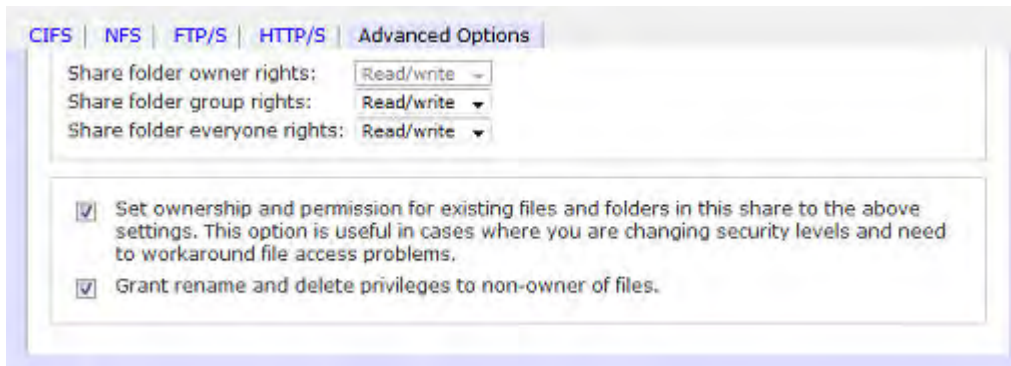 CIFS | NFS | FTP/S | HTTP/S | Advanced Options
Share folder owner rights: Read/write
Share folder group rights: Read/write
Share folder everyone rights: Read/write
Set ownership and permission for existing files and folders in this share to the above
settings. This option is useful in cases where you are changing security levels and need
to workaround file access problems.
Grant rename and delete privileges to non-owner of files.